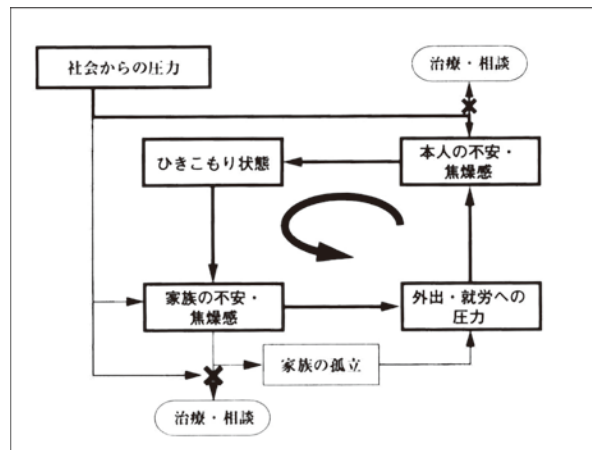 社会からの圧力
治療・相談
ひきこもり状態
本人の不安・
焦燥感
家族の不安・
焦燥感
外出・就労への
圧力
家族の孤立
治療・相談